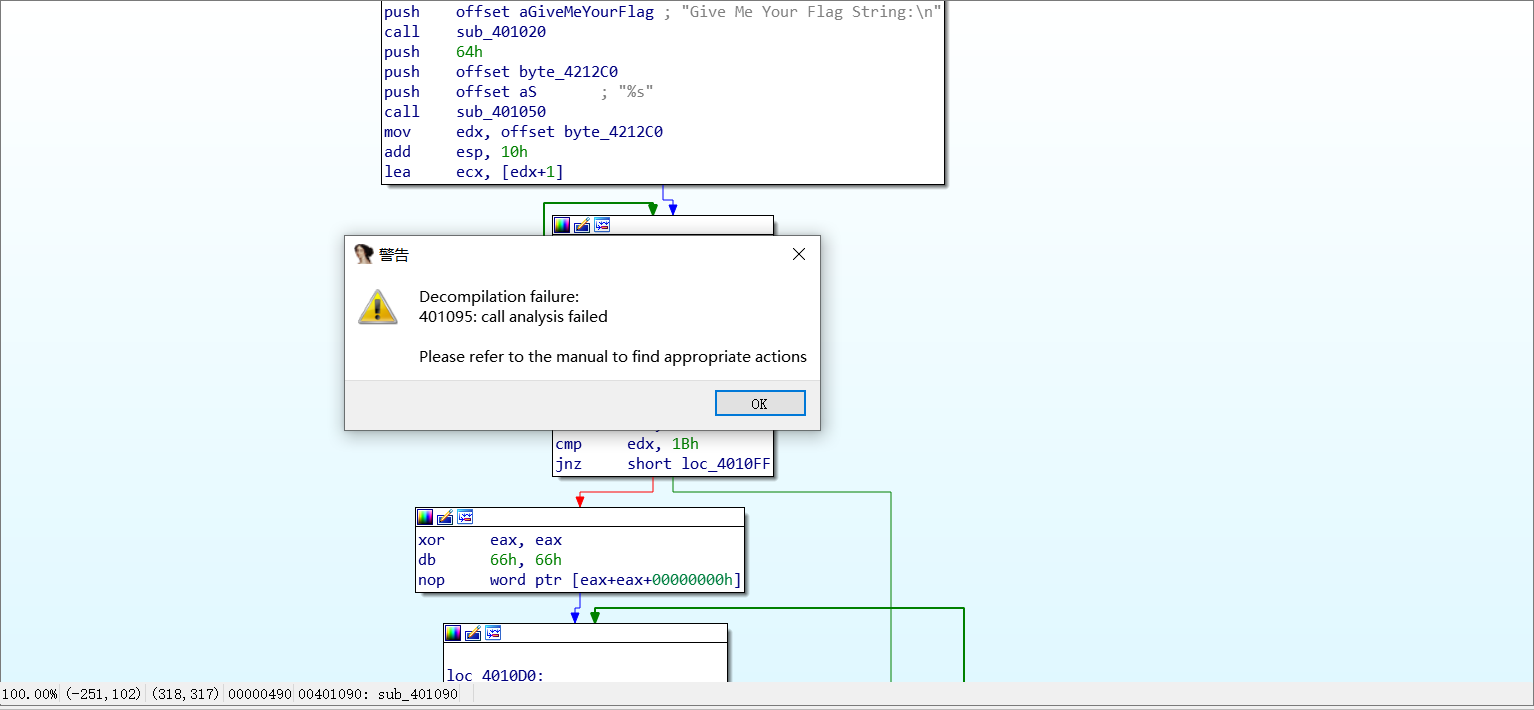 push offset aGiveMeYourFlag ; "Give Me Your Flag String:\n"
call sub_401020
push 64h
push offset byte_4212C0
push offset aS ; "%s"
call sub_401050
mov edx, offset byte_4212C0
add esp, 10h
lea ecx, [edx+1]
警告
Decompilation failure:
401095: call analysis failed
Please refer to the manual to find appropriate actions
OK
cmp edx, 1Bh
jnz short loc_4010FF
xor eax, eax
db 66h, 66h
nop word ptr [eax+eax+00000000h]
loc_4010D0:
100.00% (-251,102) (318,317) 00000490 00401090: sub_401090